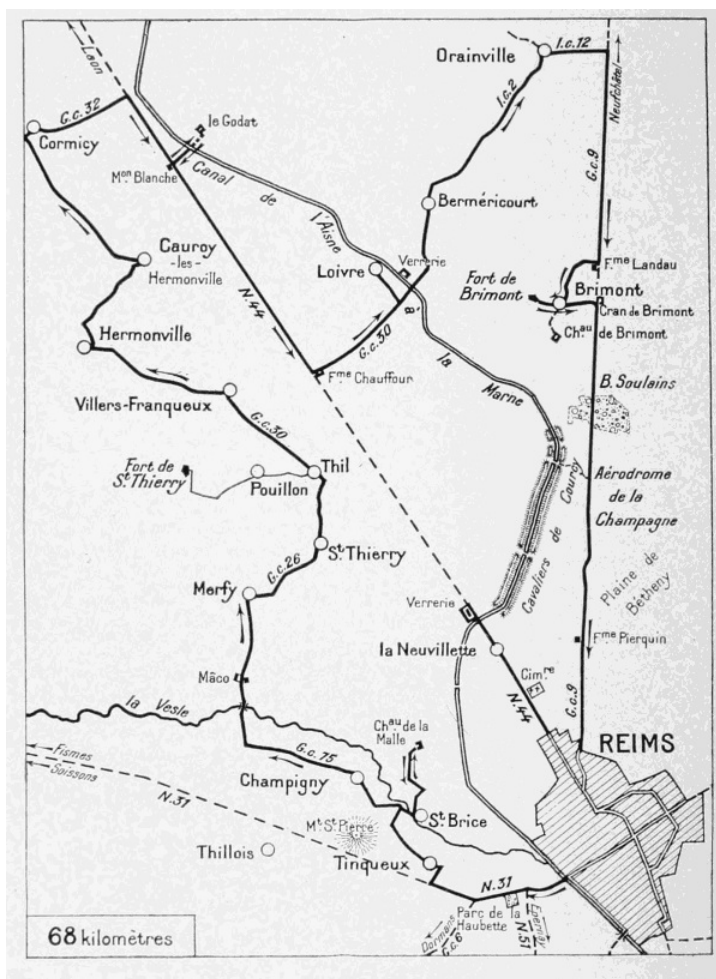 Laon
Orainville
I.c.12
Neufchâtel
G.c.32
Cormicy
le Godat
Mon Blanche
Canal de l'Aisne à la Marne
I.c.2
G.c.9
Berméricourt
Cauroy
-les-
Hermonville
Loivre
Verrerie
Fme Landau
Fort de
Brimont
Brimont
Cran de Brimont
Chau
de Brimont
N.44
G.c.30
Hermonville
Fme Chauffour
Villers-Franqueux
B. Soulains
G.c.30
Fort de
St Thierry
Pouillon
Thil
Aérodrome
de la
Champagne
Cavaliers de Courcy
St Thierry
G.c.26
Merfy
Plaine de
Bétheny
Verrerie
la Neuvillette
Fme Pierquin
Mâco
Cimre
la Vesle
N.44
G.c.9
REIMS
Chau de la
Malle
G.c.75
Fismes
Soissons
N.31
Champigny
St Brice
Mt St Pierre
Thillois
Tinqueux
N.31
Parc de la
Haubette
Dormans
G.c.6
N.51
Epernay
68 kilomètres